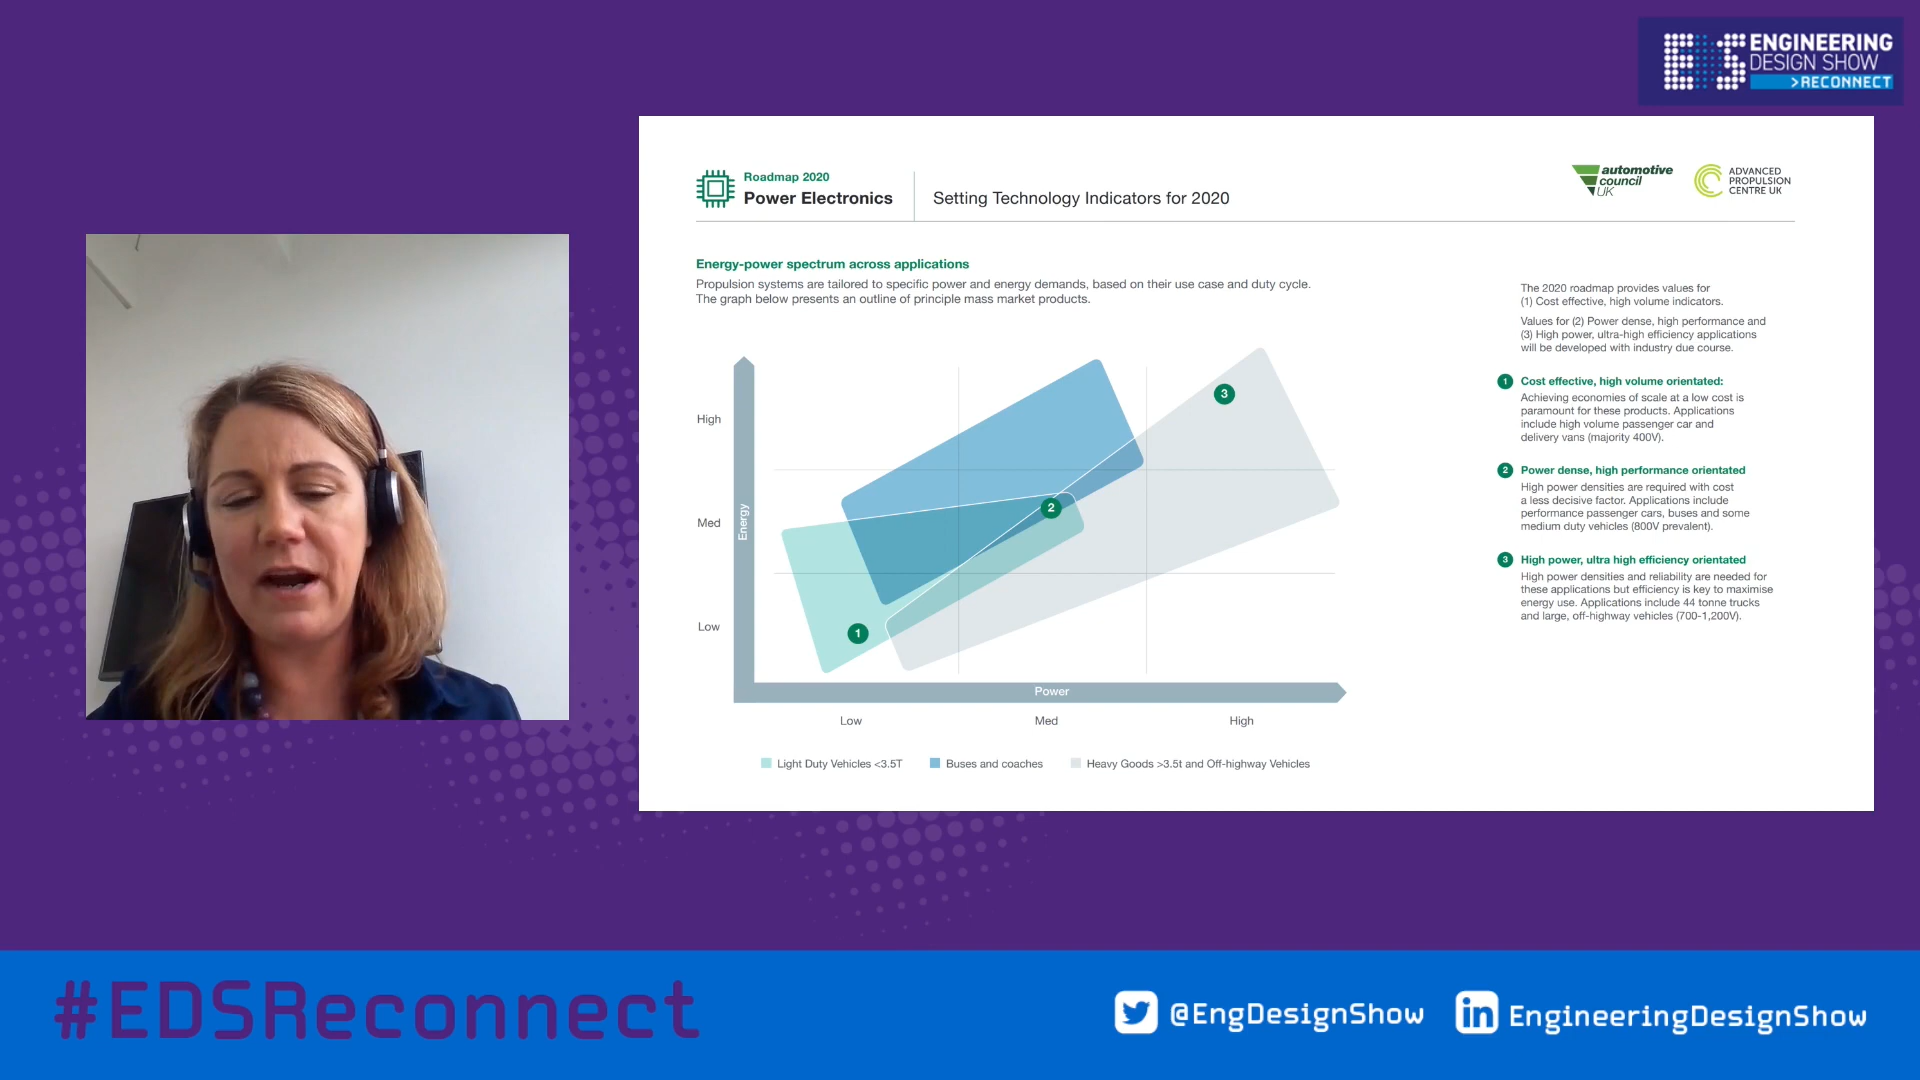 ENGINEERING
DESIGN SHOW
>RECONNECT
Roadmap 2020
Power Electronics
Setting Technology Indicators for 2020
automotive
council
UK
ADVANCED
PROPULSION
CENTRE UK
Energy-power spectrum across applications
Propulsion systems are tailored to specific power and energy demands, based on their use case and duty cycle.
The graph below presents an outline of principle mass market products.
High
Med
Low
Energy
1
2
3
Power
Low
Med
High
Light Duty Vehicles <3.5T
Buses and coaches
Heavy Goods >3.5t and Off-highway Vehicles
The 2020 roadmap provides values for
(1) Cost effective, high volume indicators.
Values for (2) Power dense, high performance and
(3) High power, ultra-high efficiency applications
will be developed with industry due course.
1 Cost effective, high volume orientated:
Achieving economies of scale at a low cost is
paramount for these products. Applications
include high volume passenger car and
delivery vans (majority 400V).
2 Power dense, high performance orientated
High power densities are required with cost
a less decisive factor. Applications include
performance passenger cars, buses and some
medium duty vehicles (800V prevalent).
3 High power, ultra high efficiency orientated
High power densities and reliability are needed for
these applications but efficiency is key to maximise
energy use. Applications include 44 tonne trucks
and large, off-highway vehicles (700-1,200V).
#EDSReconnect
@EngDesignShow
in EngineeringDesignShow